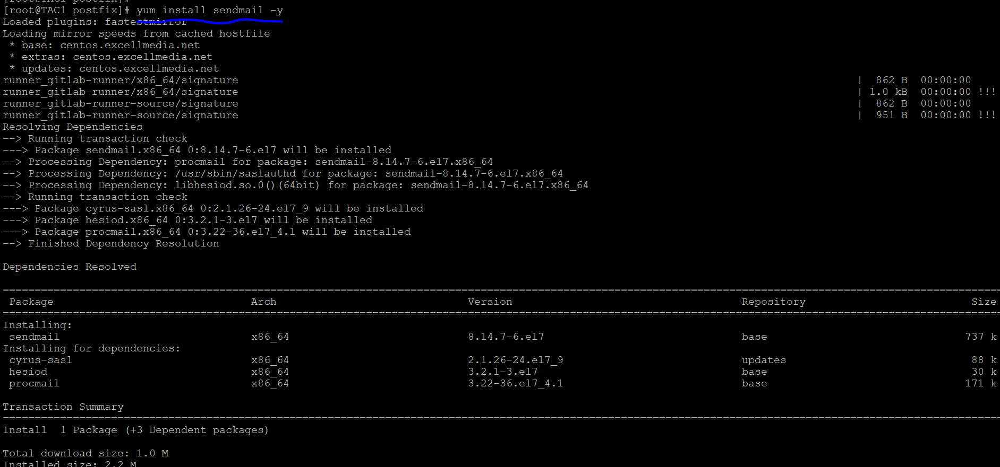 [root@TAC1 postfix]#
[root@TAC1 postfix]# yum install sendmail -y
Loaded plugins: fastestmirror
Loading mirror speeds from cached hostfile
 * base: centos.excellmedia.net
 * extras: centos.excellmedia.net
 * updates: centos.excellmedia.net
runner_gitlab-runner/x86_64/signature | 862 B 00:00:00
runner_gitlab-runner/x86_64/signature | 1.0 kB 00:00:00 !!!
runner_gitlab-runner-source/signature | 862 B 00:00:00
runner_gitlab-runner-source/signature | 951 B 00:00:00 !!!
Resolving Dependencies
--> Running transaction check
---> Package sendmail.x86_64 0:8.14.7-6.el7 will be installed
--> Processing Dependency: procmail for package: sendmail-8.14.7-6.el7.x86_64
--> Processing Dependency: /usr/sbin/saslauthd for package: sendmail-8.14.7-6.el7.x86_64
--> Processing Dependency: libhesiod.so.0()(64bit) for package: sendmail-8.14.7-6.el7.x86_64
--> Running transaction check
---> Package cyrus-sasl.x86_64 0:2.1.26-24.el7_9 will be installed
---> Package hesiod.x86_64 0:3.2.1-3.el7 will be installed
---> Package procmail.x86_64 0:3.22-36.el7_4.1 will be installed
--> Finished Dependency Resolution
Dependencies Resolved
================================================================================
Package Arch Version Repository Size
================================================================================
Installing:
sendmail x86_64 8.14.7-6.el7 base 737 k
Installing for dependencies:
cyrus-sasl x86_64 2.1.26-24.el7_9 updates 88 k
hesiod x86_64 3.2.1-3.el7 base 30 k
procmail x86_64 3.22-36.el7_4.1 base 171 k
Transaction Summary
================================================================================
Install 1 Package (+3 Dependent packages)
Total download size: 1.0 M
Installed size: 2.2 M